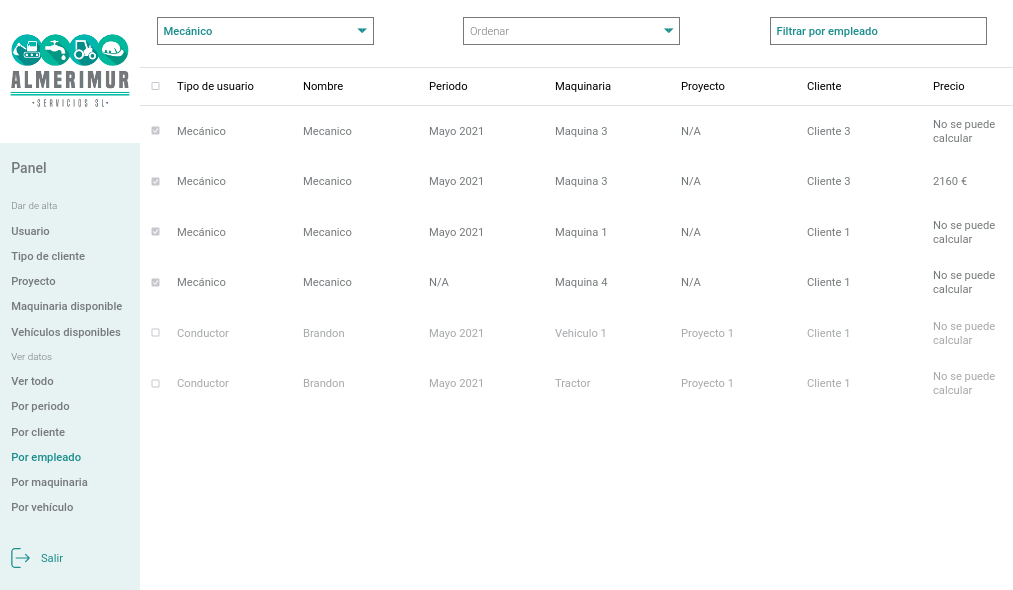 ALMERIMUR
·SERVICIOS SL·
Mecánico
Ordenar
Filtrar por empleado
Panel
Dar de alta
Usuario
Tipo de cliente
Proyecto
Maquinaria disponible
Vehículos disponibles
Ver datos
Ver todo
Por periodo
Por cliente
Por empleado
Por maquinaria
Por vehículo
Salir
Tipo de usuario Nombre Periodo Maquinaria Proyecto Cliente Precio
Mecánico Mecanico Mayo 2021 Maquina 3 N/A Cliente 3 No se puede
calcular
Mecánico Mecanico Mayo 2021 Maquina 3 N/A Cliente 3 2160 €
Mecánico Mecanico Mayo 2021 Maquina 1 N/A Cliente 1 No se puede
calcular
Mecánico Mecanico N/A Maquina 4 N/A Cliente 1 No se puede
calcular
Conductor Brandon Mayo 2021 Vehiculo 1 Proyecto 1 Cliente 1 No se puede
calcular
Conductor Brandon Mayo 2021 Tractor Proyecto 1 Cliente 1 No se puede
calcular